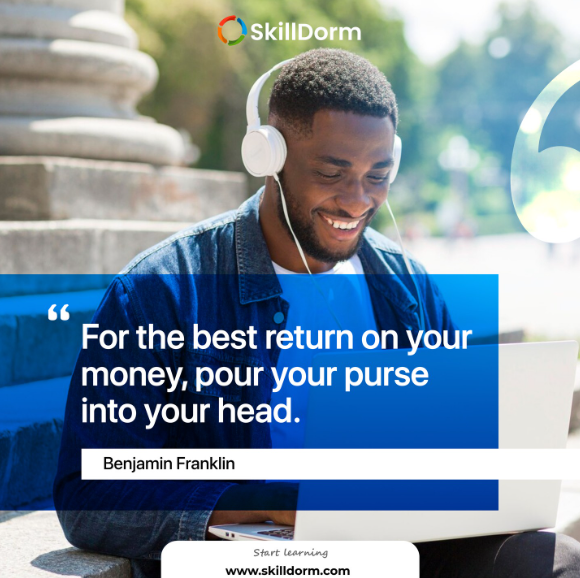 SkillDorm
“ For the best return on your
money, pour your purse
into your head.
Benjamin Franklin
Start learning
www.skilldorm.com